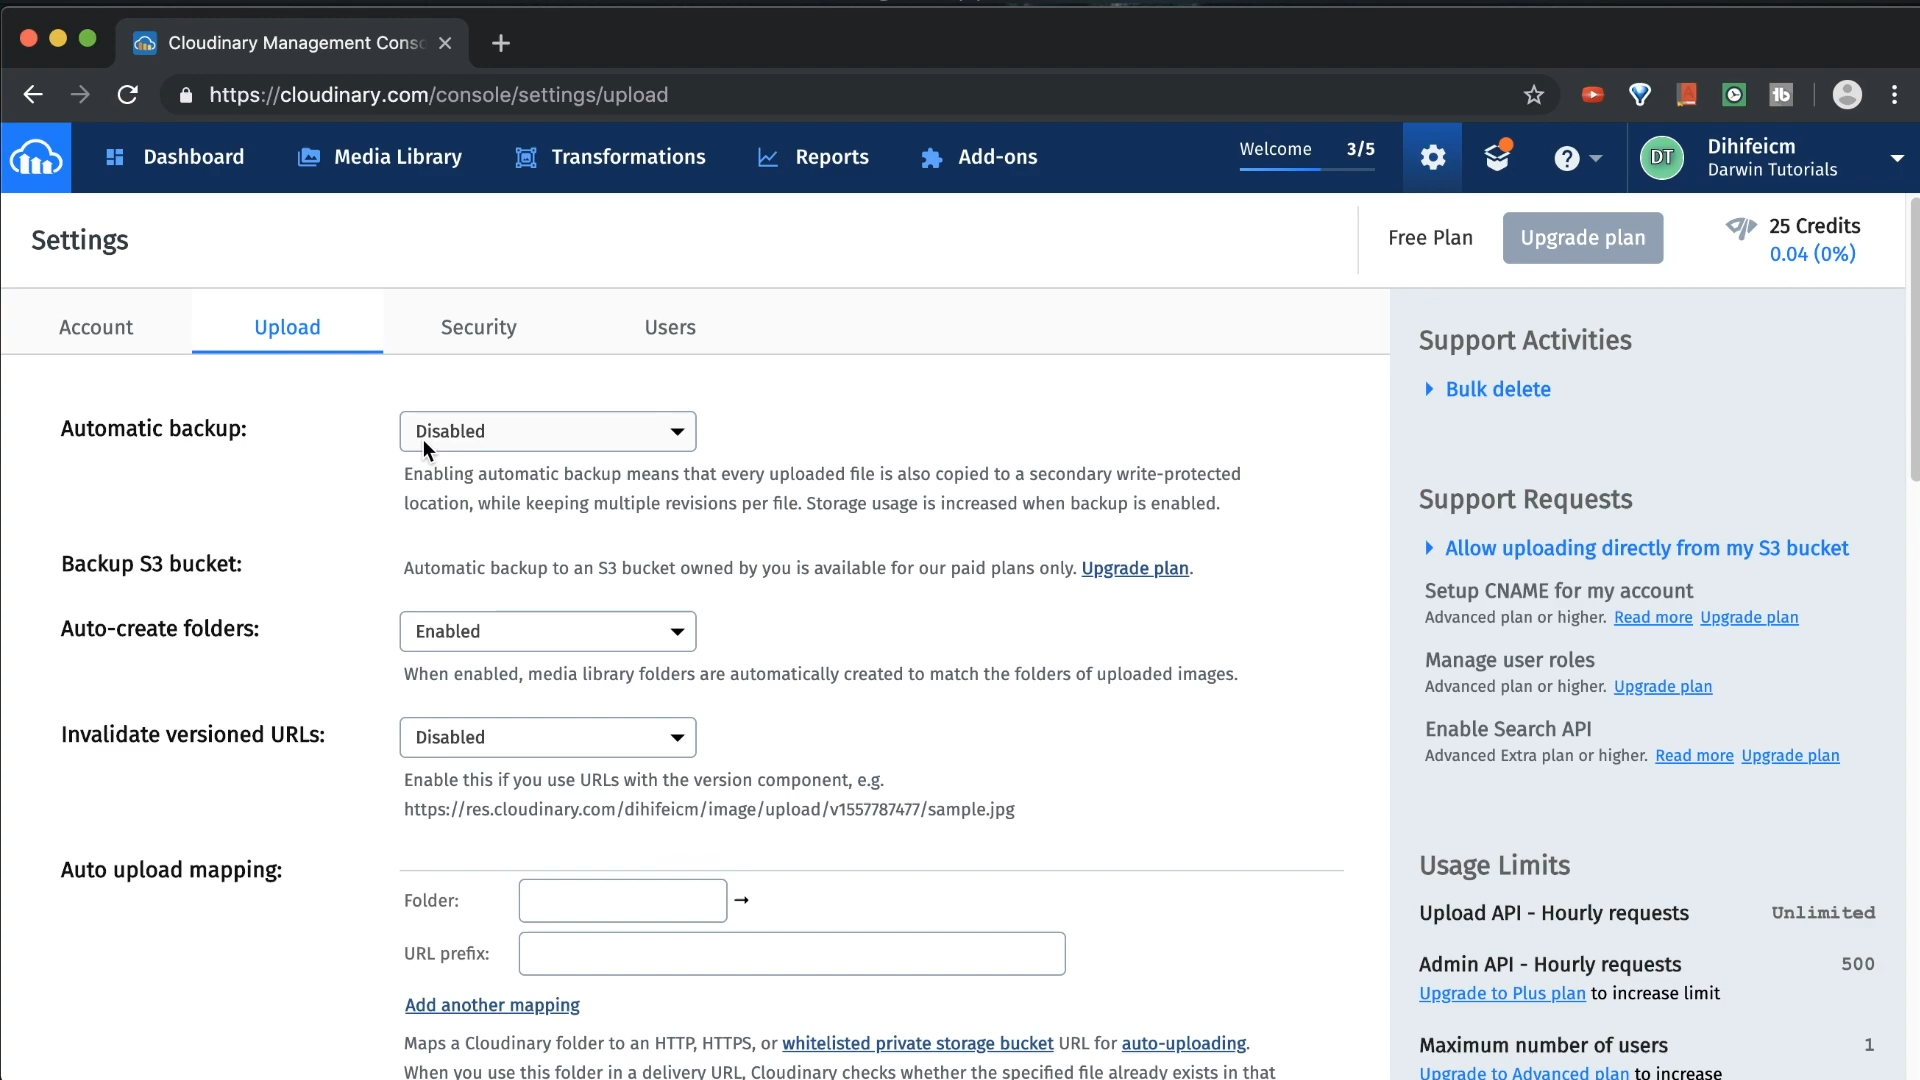 Cloudinary Management Conso
https://cloudinary.com/console/settings/upload
Dashboard
Media Library
Transformations
Reports
Add-ons
Welcome 3/5
DT
Dihifeicm
Darwin Tutorials
Settings
Free Plan
Upgrade plan
25 Credits
0.04 (0%)
Account
Upload
Security
Users
Automatic backup:
Disabled
Enabling automatic backup means that every uploaded file is also copied to a secondary write-protected
location, while keeping multiple revisions per file. Storage usage is increased when backup is enabled.
Backup S3 bucket:
Automatic backup to an S3 bucket owned by you is available for our paid plans only. Upgrade plan.
Auto-create folders:
Enabled
When enabled, media library folders are automatically created to match the folders of uploaded images.
Invalidate versioned URLs:
Disabled
Enable this if you use URLs with the version component, e.g.
https://res.cloudinary.com/dihifeicm/image/upload/v1557787477/sample.jpg
Auto upload mapping:
Folder: →
URL prefix:
Add another mapping
Maps a Cloudinary folder to an HTTP, HTTPS, or whitelisted private storage bucket URL for auto-uploading.
When you use this folder in a delivery URL, Cloudinary checks whether the specified file already exists in that
Support Activities
Bulk delete
Support Requests
Allow uploading directly from my S3 bucket
Setup CNAME for my account
Advanced plan or higher. Read more Upgrade plan
Manage user roles
Advanced plan or higher. Upgrade plan
Enable Search API
Advanced Extra plan or higher. Read more Upgrade plan
Usage Limits
Upload API - Hourly requests Unlimited
Admin API - Hourly requests 500
Upgrade to Plus plan to increase limit
Maximum number of users 1
Upgrade to Advanced plan to increase